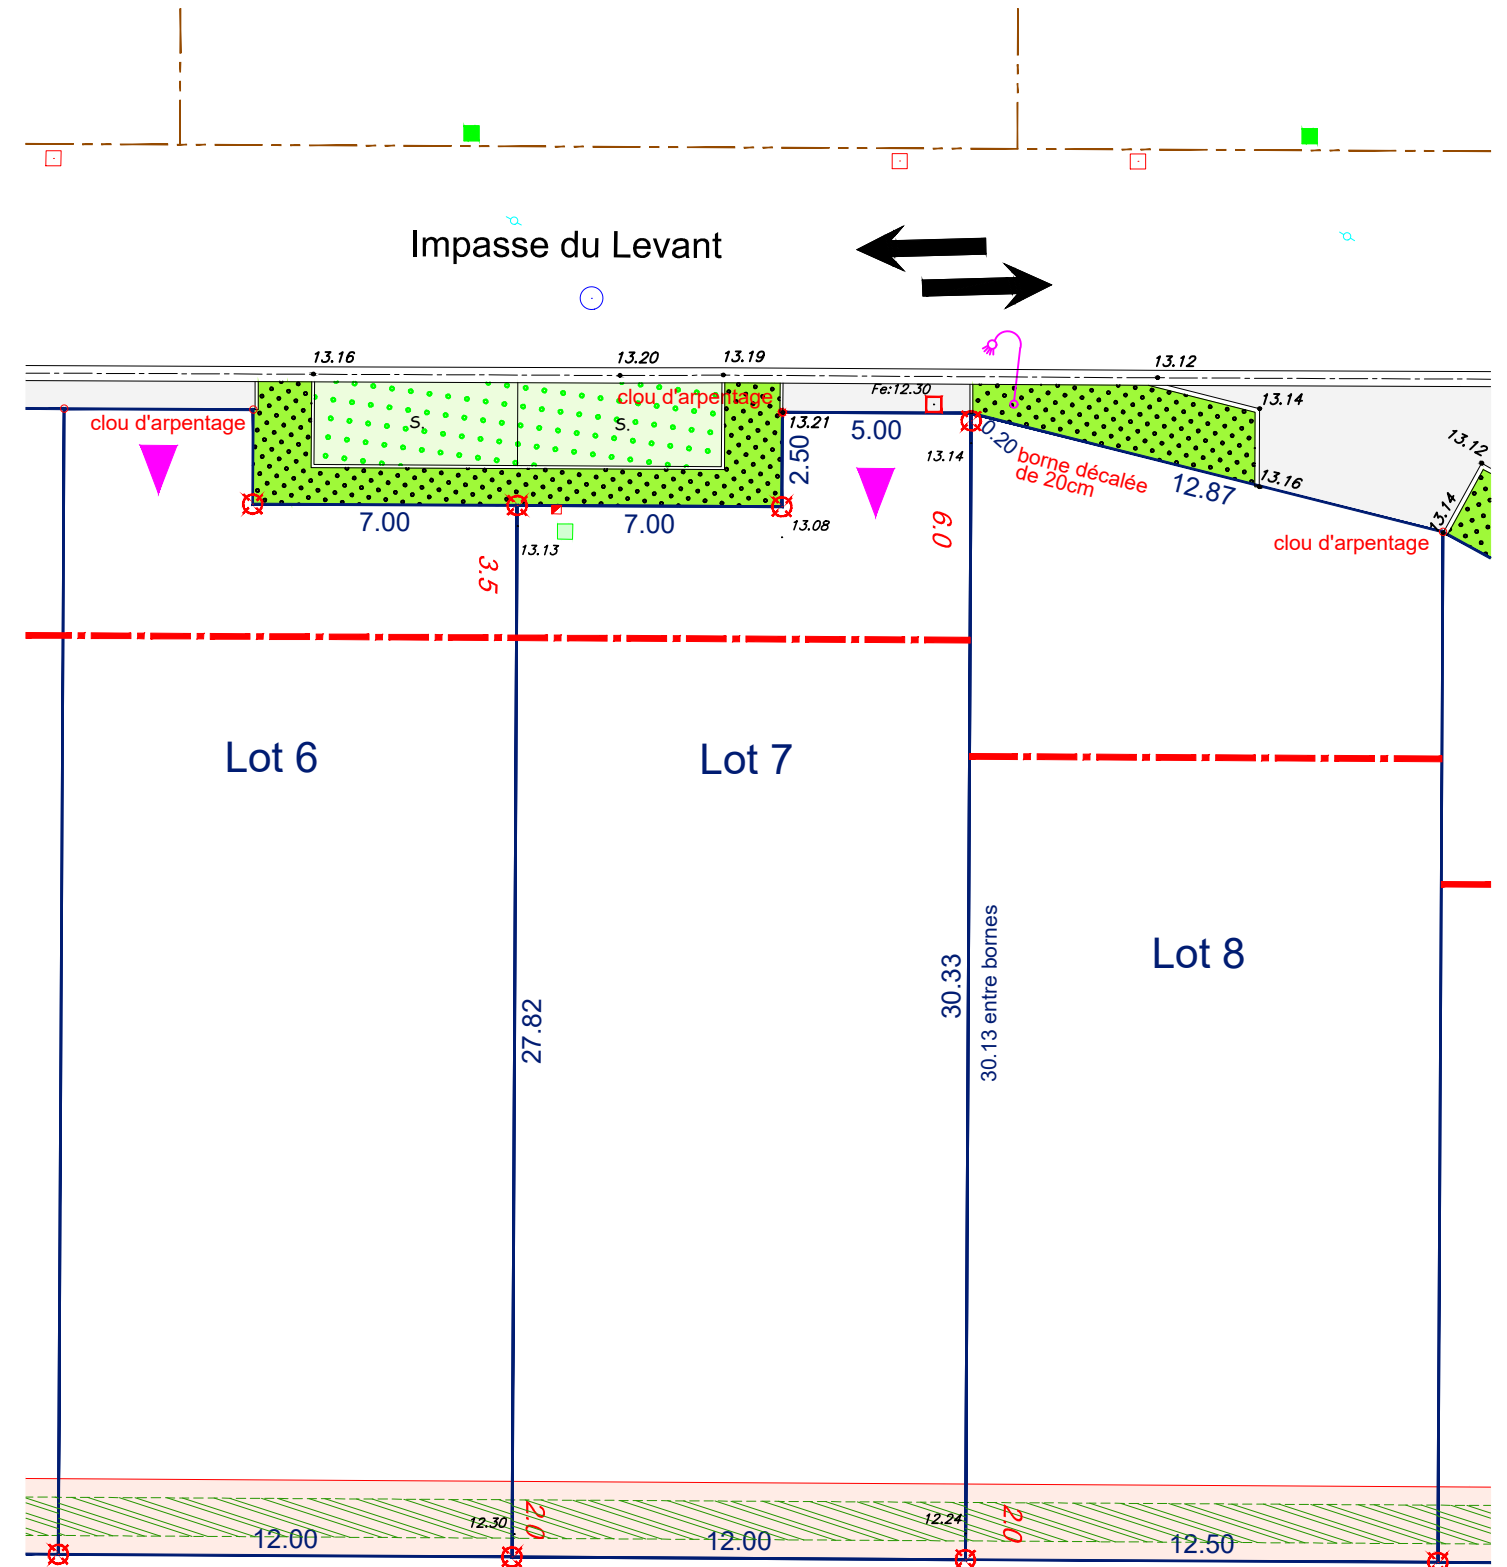 Impasse du Levant
13.16
13.20
13.19
13.12
Fe:12.30
clou d'arpentage
13.14
clou d'arpentage
S.
S.
13.21
5.00
0.20
13.12
2.50
13.14
borne décalée
de 20cm
13.16
12.87
13.14
7.00
7.00
13.08
6.0
clou d'arpentage
13.13
3.5
Lot 6
Lot 7
Lot 8
30.33
30.13 entre bornes
27.82
12.30
2.0
12.24
2.0
12.00
12.00
12.50